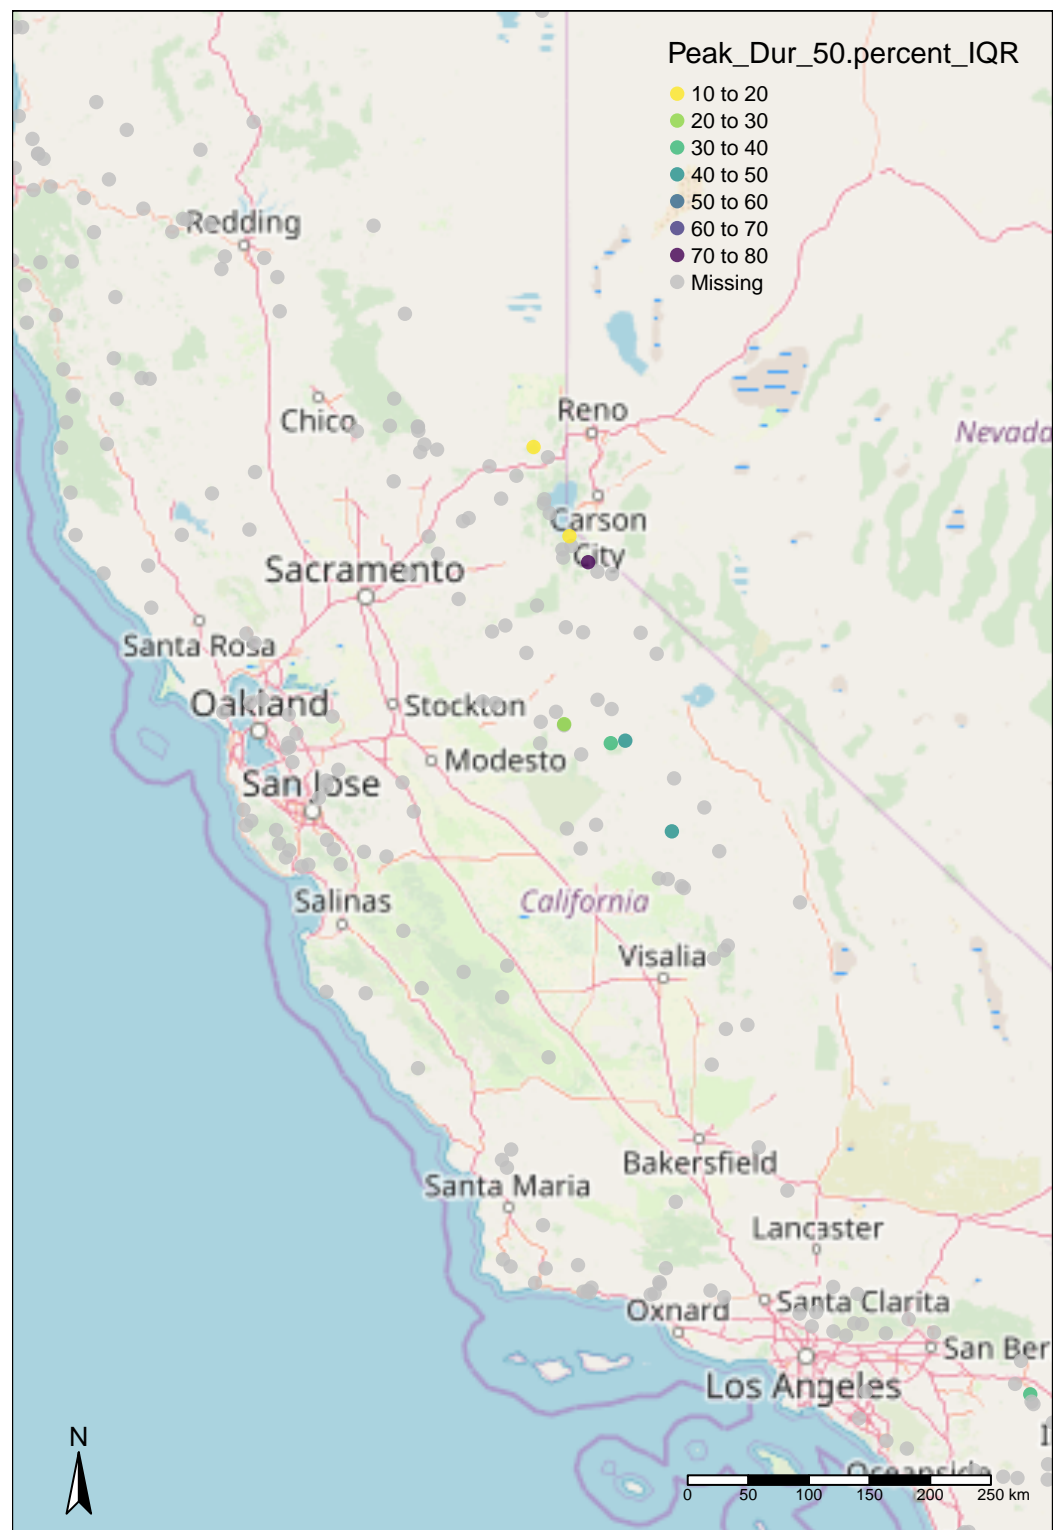 Peak_Dur_50.percent_IQR
10 to 20
20 to 30
30 to 40
40 to 50
50 to 60
60 to 70
70 to 80
Missing
Redding
Chico
Reno
Nevada
Carson
City
Sacramento
Santa Rosa
Oakland
Stockton
Modesto
San Jose
Salinas
California
Visalia
Bakersfield
Santa Maria
Lancaster
Santa Clarita
Oxnard
San Ber
Los Angeles
I
Oceanside
N
0 50 100 150 200 250 km